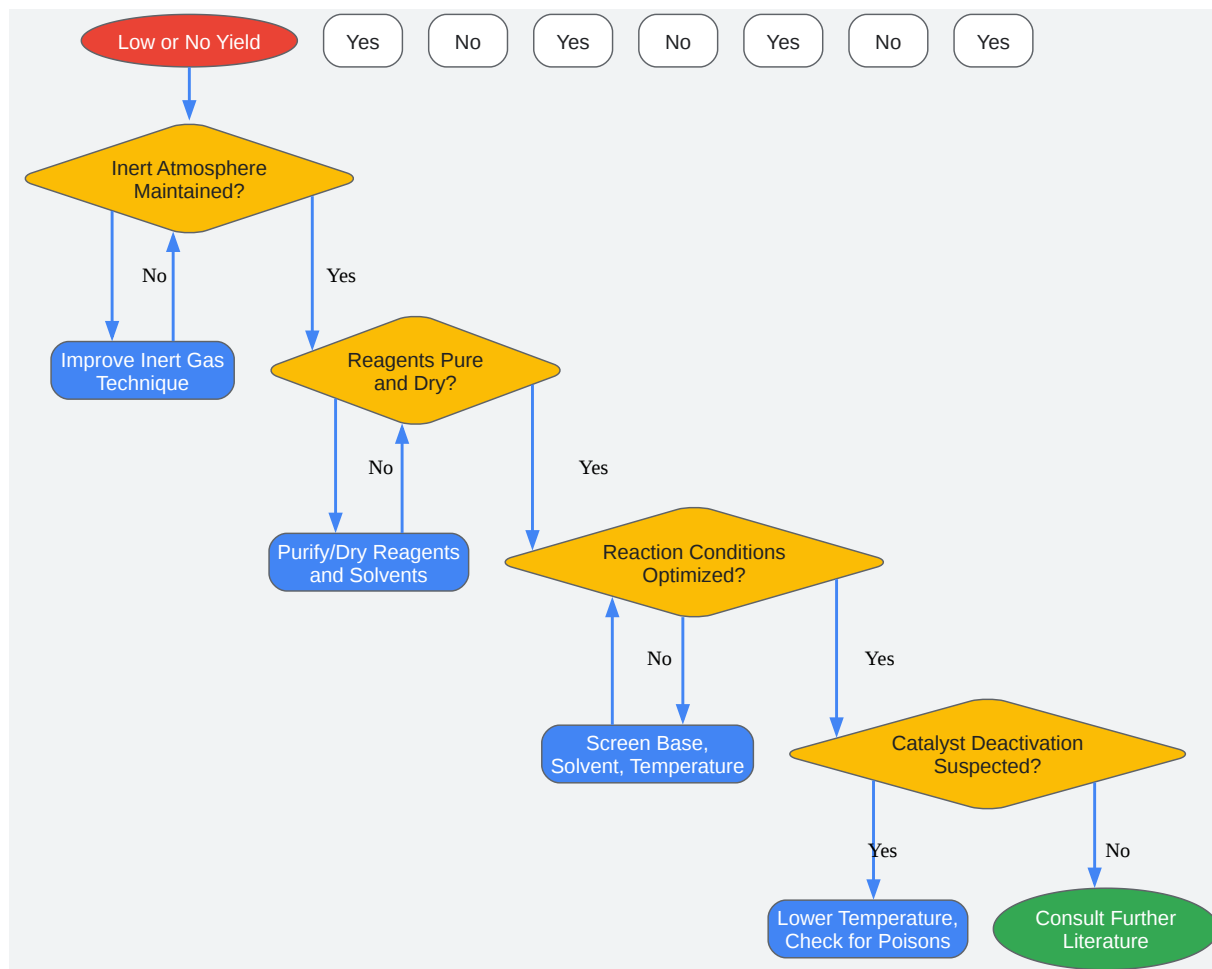 Low or No Yield
Yes
No
Yes
No
Yes
No
Yes
Inert Atmosphere
Maintained?
No
Yes
Improve Inert Gas
Technique
Reagents Pure
and Dry?
No
Yes
Purify/Dry Reagents
and Solvents
Reaction Conditions
Optimized?
No
Yes
Screen Base,
Solvent, Temperature
Catalyst Deactivation
Suspected?
Yes
No
Lower Temperature,
Check for Poisons
Consult Further
Literature